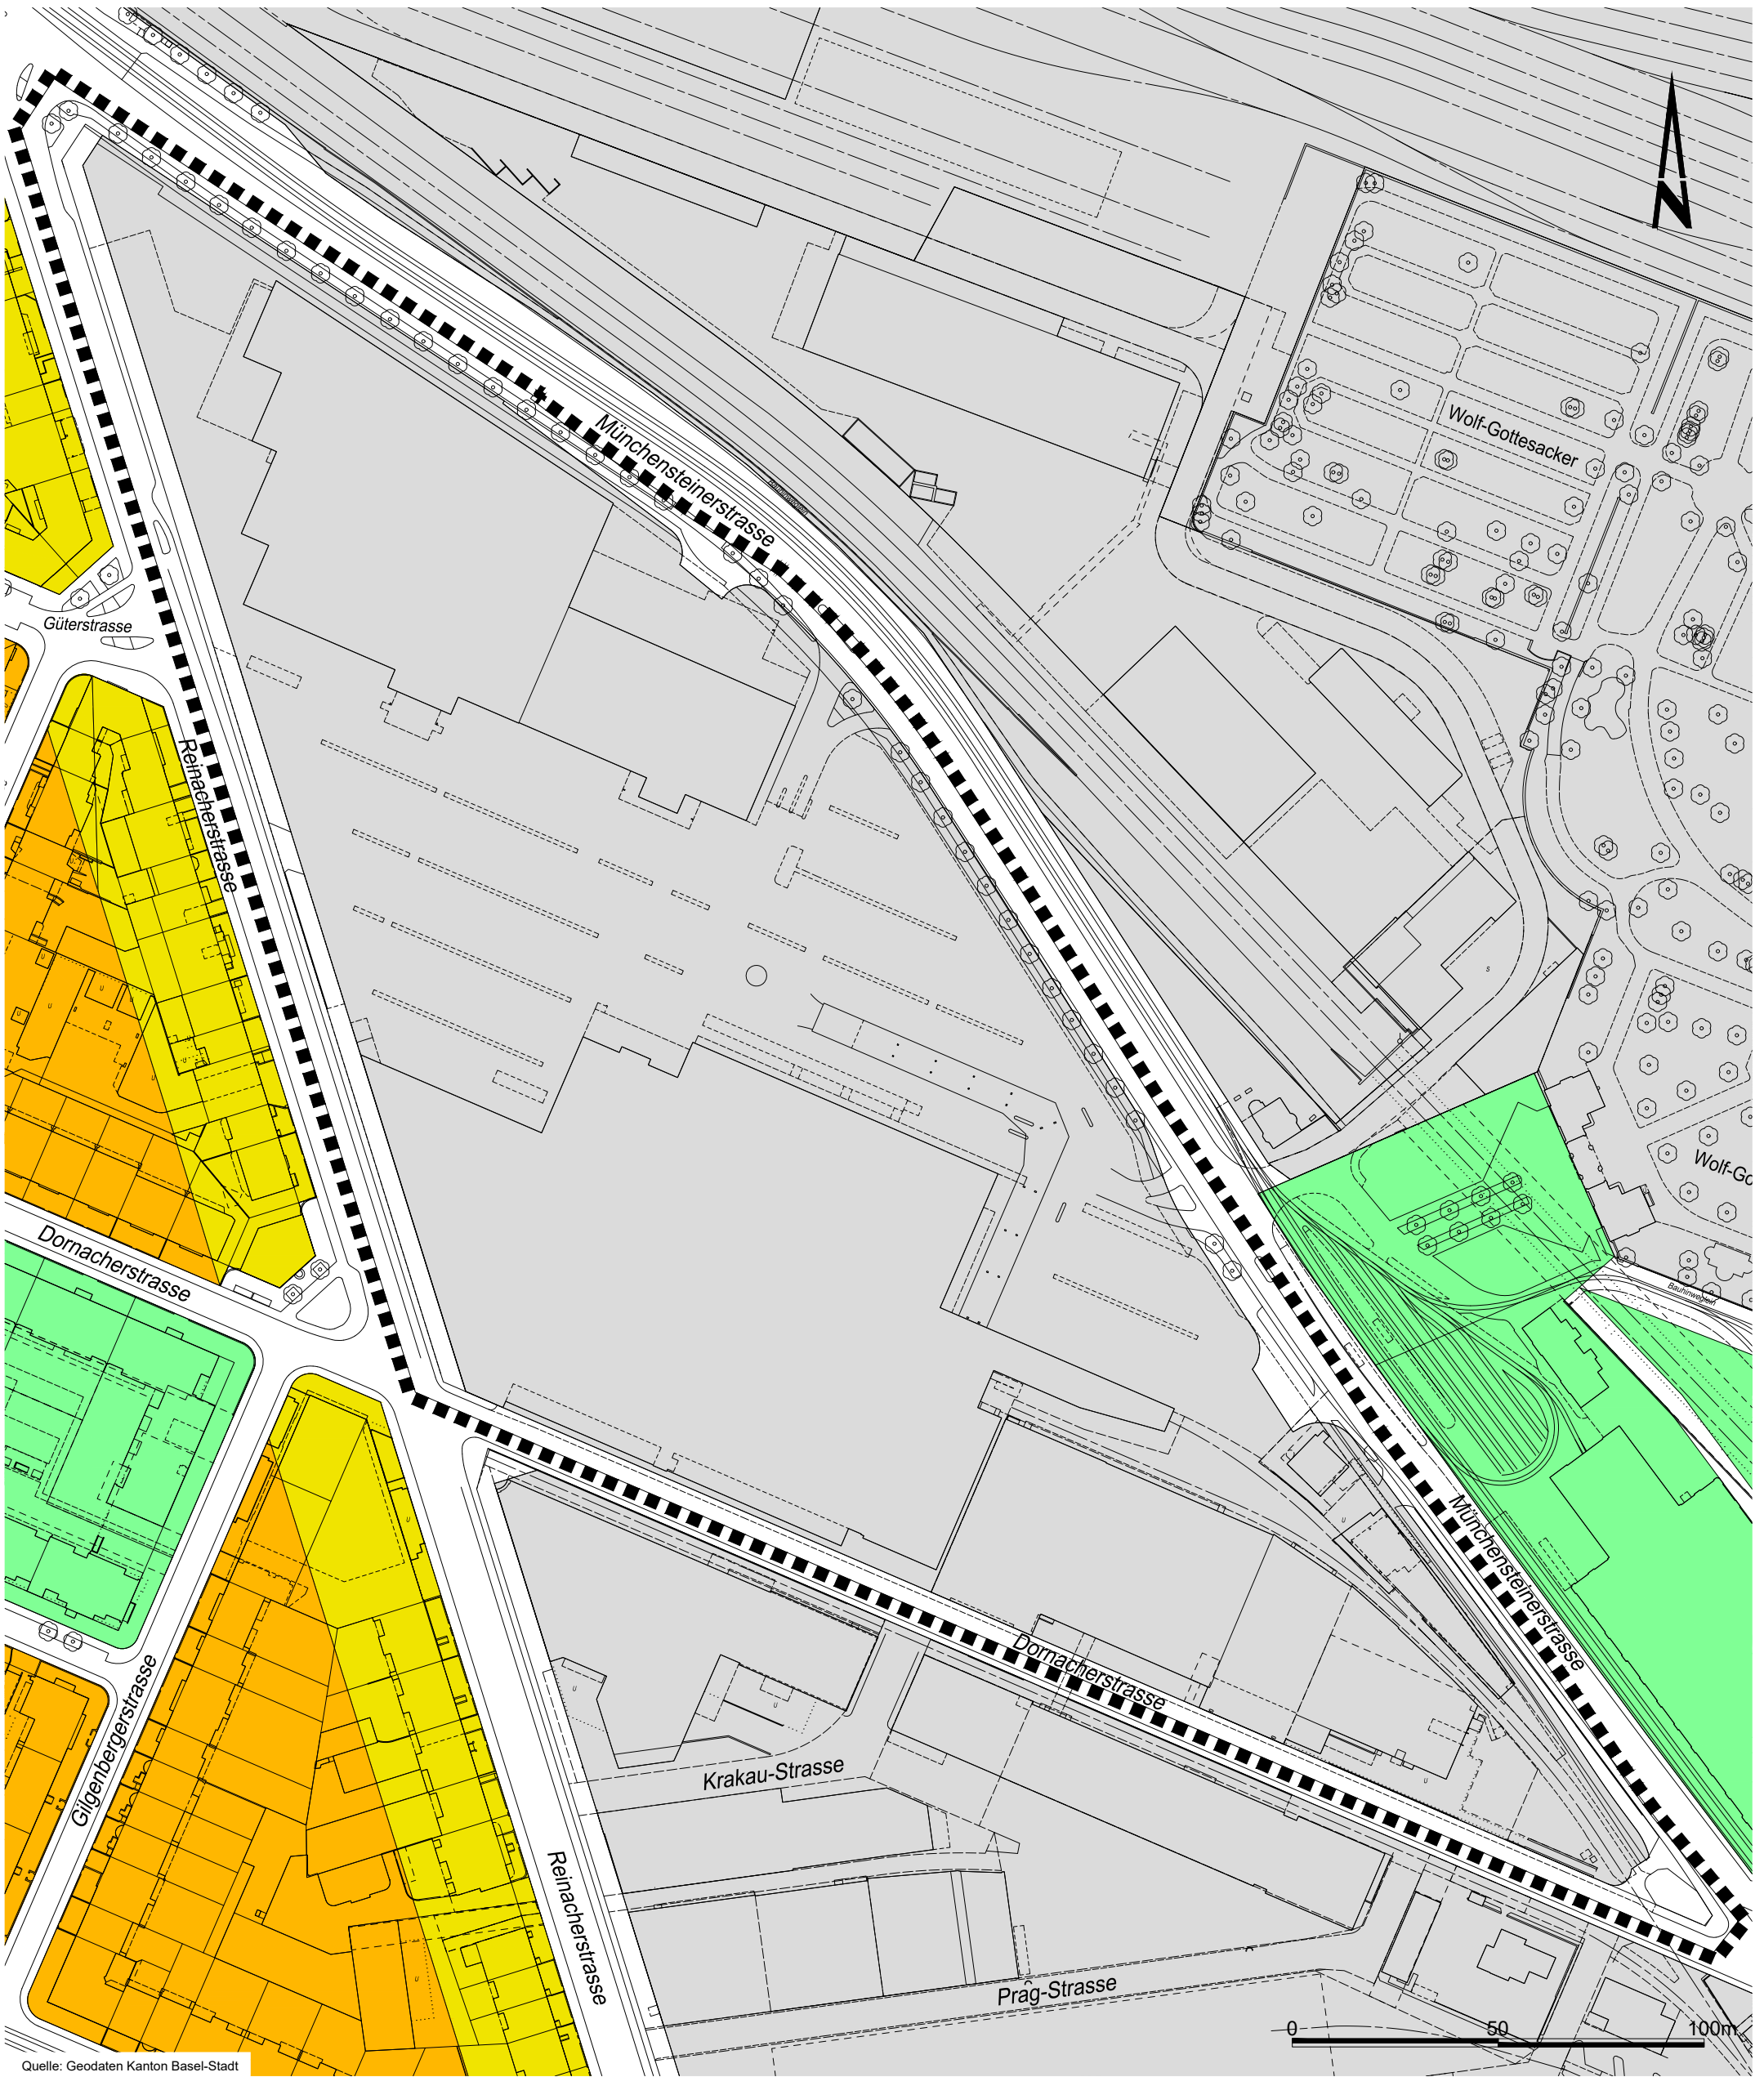 N
Wolf-Gottesacker
Münchensteinerstrasse
Güterstrasse
Reinacherstrasse
Wolf-Go
Dornacherstrasse
Bauhinweglein
Münchensteinerstrasse
Dornacherstrasse
Gilgenbergerstrasse
Krakau-Strasse
Reinacherstrasse
Prag-Strasse
0 50 100m
Quelle: Geodaten Kanton Basel-Stadt